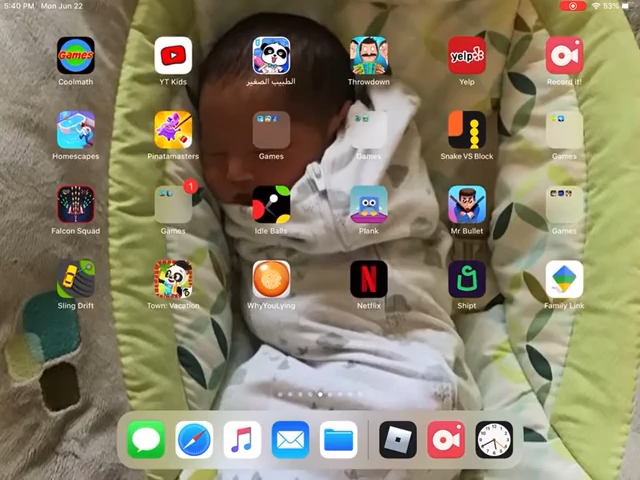 5:40 PM Mon Jun 22
53%
Games
Coolmath
YT Kids
الطبيب الصغير
Throwdown
yelp
Yelp
Record it!
Homescapes
Pinatamasters
Games
Games
Snake VS Block
Games
Falcon Squad
1
Games
Idle Balls
Plank
Mr Bullet
Games
Sling Drift
Town: Vacation
WhyYouLying
N
Netflix
Shipt
Family Link